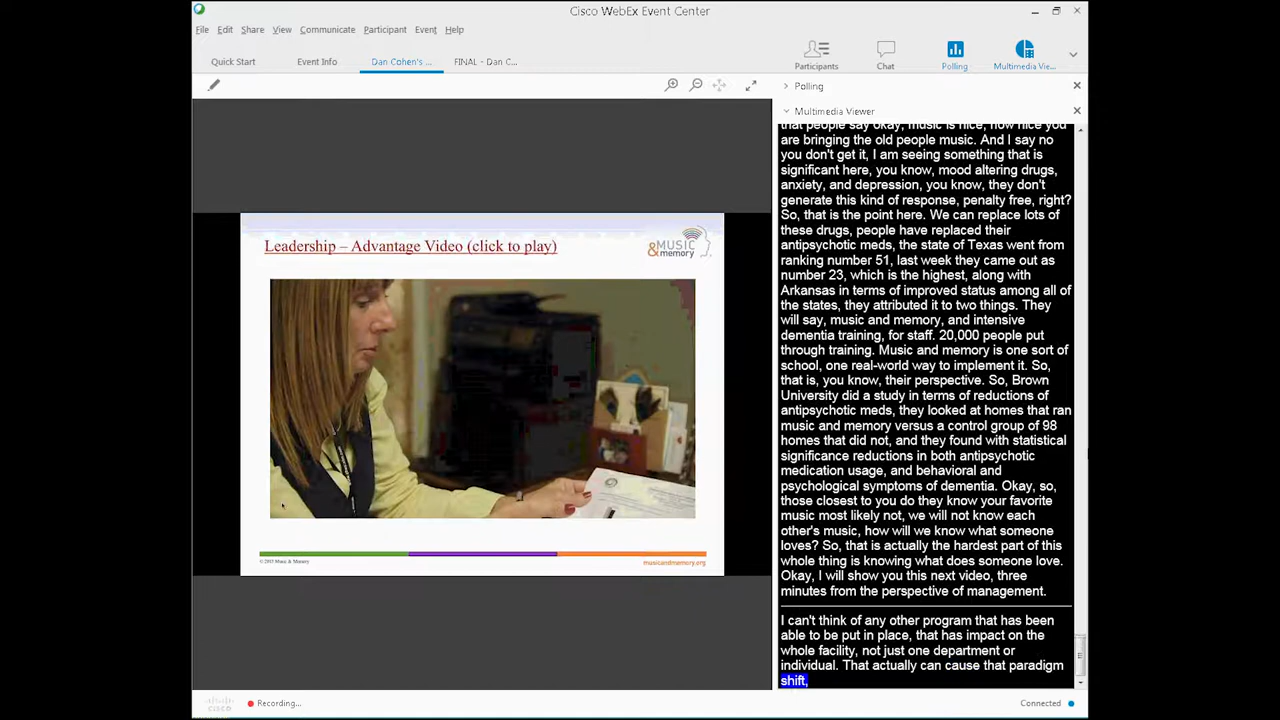 Cisco WebEx Event Center
File Edit Share View Communicate Participant Event Help
Quick Start Event Info Dan Cohen's ... FINAL - Dan C...
Participants Chat Polling Multimedia Vie...
Polling
Multimedia Viewer
Leadership – Advantage Video (click to play)
MUSIC
&memory
© 2015 Music & Memory
musicandmemory.org
that people say okay, music is nice, how nice you
are bringing the old people music. And I say no
you don't get it, I am seeing something that is
significant here, you know, mood altering drugs,
anxiety, and depression, you know, they don't
generate this kind of response, penalty free, right?
So, that is the point here. We can replace lots of
these drugs, people have replaced their
antipsychotic meds, the state of Texas went from
ranking number 51, last week they came out as
number 23, which is the highest, along with
Arkansas in terms of improved status among all of
the states, they attributed it to two things. They
will say, music and memory, and intensive
dementia training, for staff. 20,000 people put
through training. Music and memory is one sort of
school, one real-world way to implement it. So,
that is, you know, their perspective. So, Brown
University did a study in terms of reductions of
antipsychotic meds, they looked at homes that ran
music and memory versus a control group of 98
homes that did not, and they found with statistical
significance reductions in both antipsychotic
medication usage, and behavioral and
psychological symptoms of dementia. Okay, so,
those closest to you do they know your favorite
music most likely not, we will not know each
other's music, how will we know what someone
loves? So, that is actually the hardest part of this
whole thing is knowing what does someone love.
Okay, I will show you this next video, three
minutes from the perspective of management.
I can't think of any other program that has been
able to be put in place, that has impact on the
whole facility, not just one department or
individual. That actually can cause that paradigm
shift,
cisco
Recording...
Connected